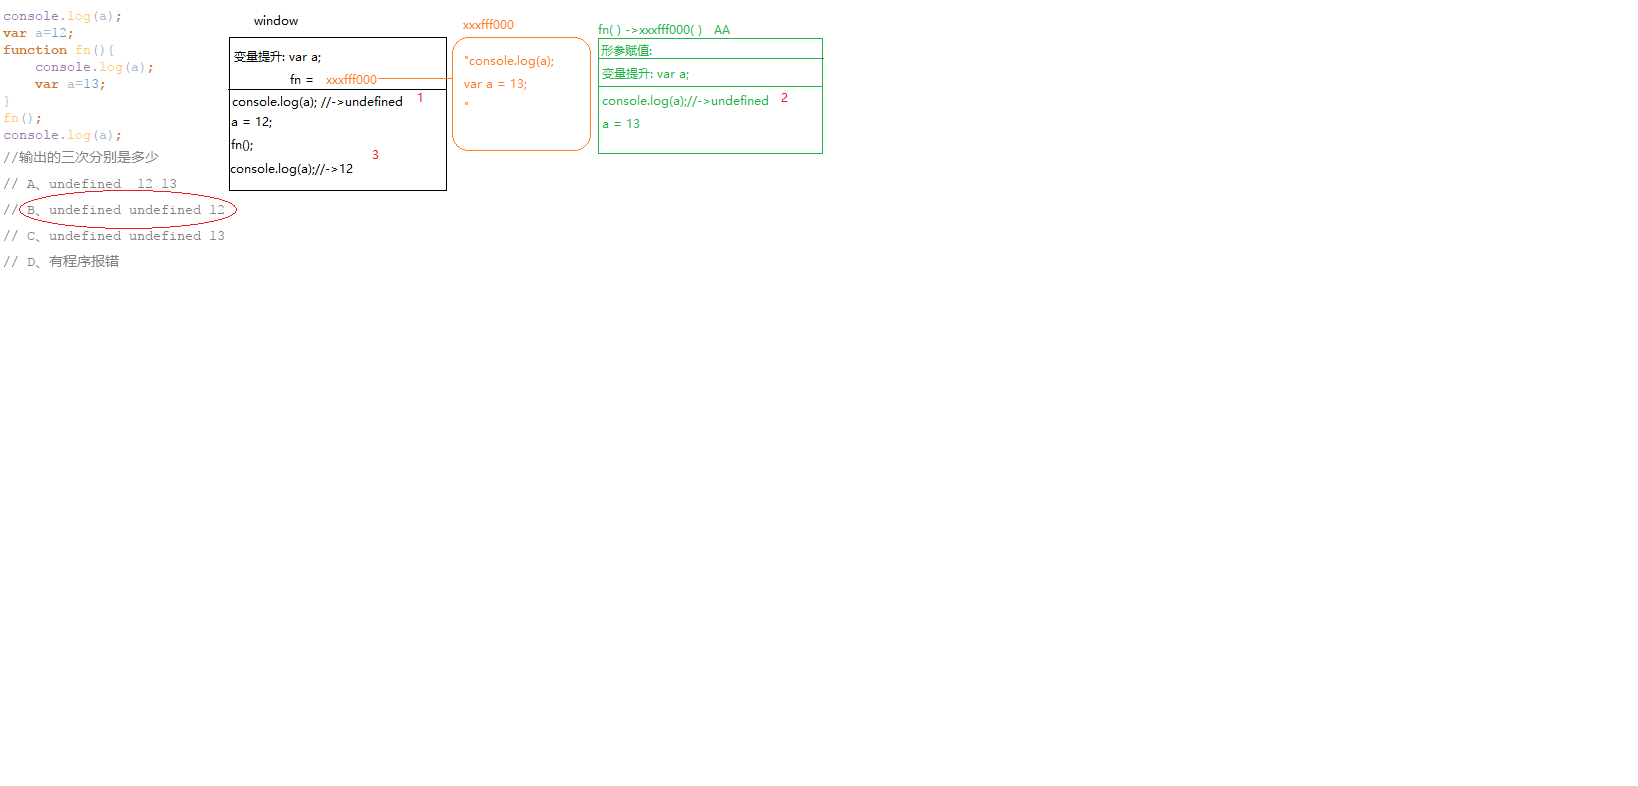 console.log(a);
var a=12;
function fn(){
console.log(a);
var a=13;
}
fn();
console.log(a);
//输出的三次分别是多少
// A、undefined  12 13
// B、undefined undefined 12
// C、undefined undefined 13
// D、有程序报错
window
变量提升: var a;
fn = xxxfff000
console.log(a); //->undefined 1
a = 12;
fn();
3
console.log(a);//->12
xxxfff000
"console.log(a);
var a = 13;
"
fn( ) ->xxxfff000( ) AA
形参赋值:
变量提升: var a;
console.log(a);//->undefined 2
a = 13